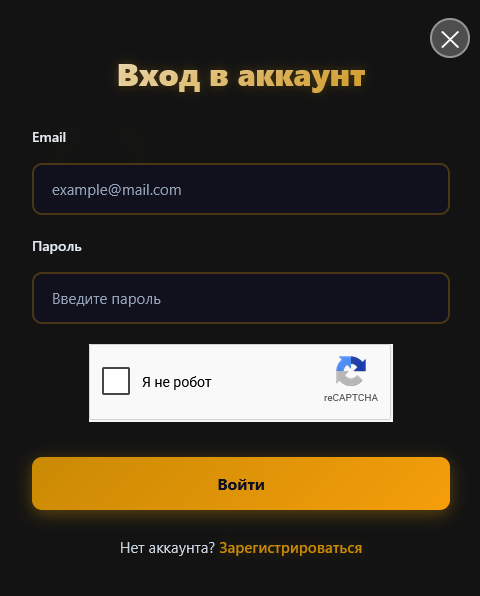 Вход в аккаунт
Email
example@mail.com
Пароль
Введите пароль
Я не робот
reCAPTCHA
Войти
Нет аккаунта? Зарегистрироваться